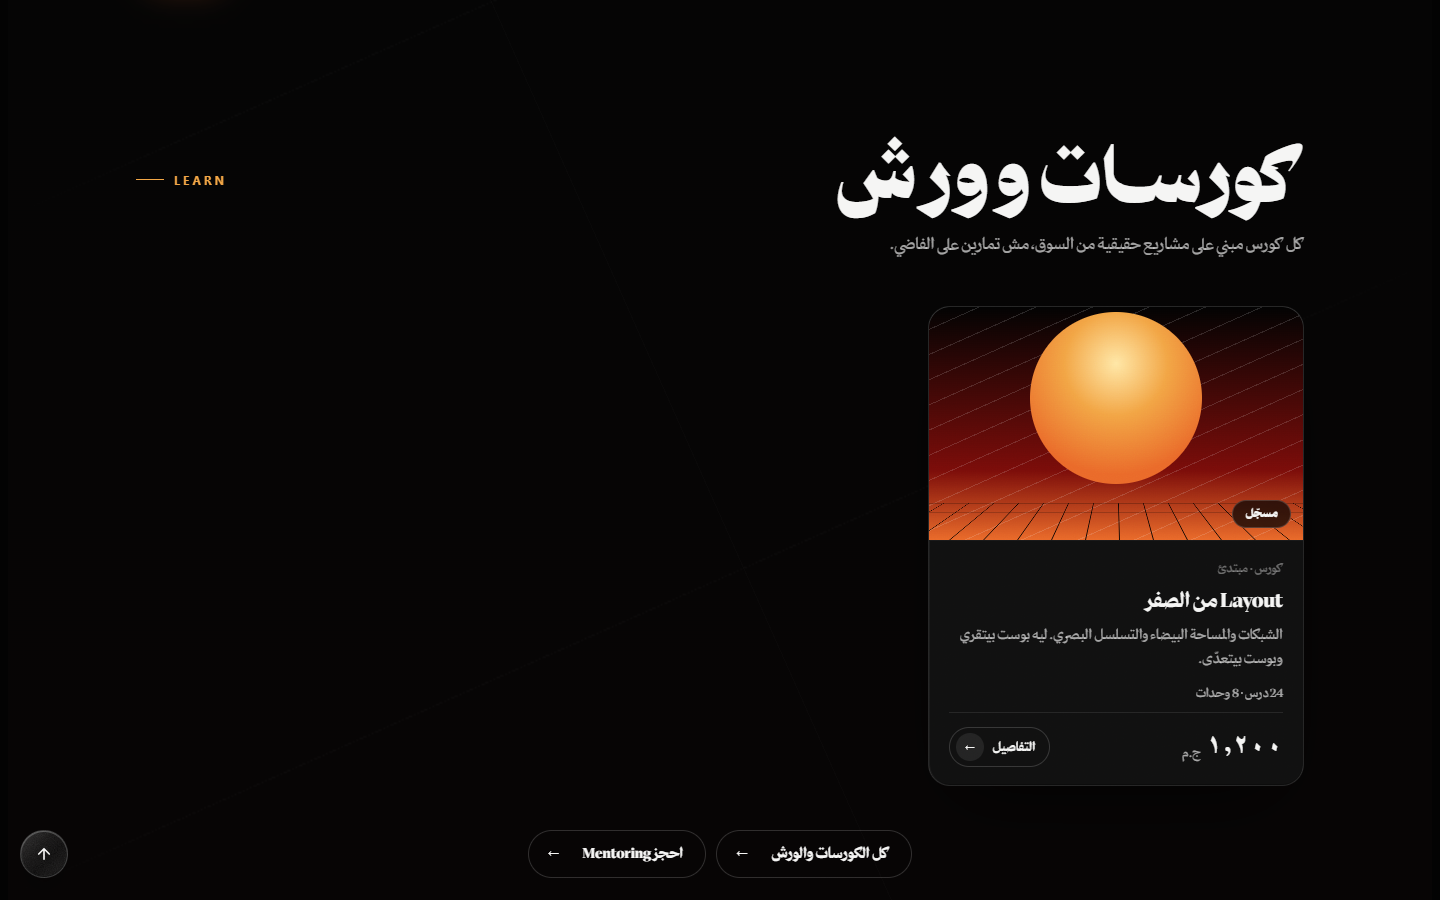 كورسات وورش
LEARN
كل كورس مبني على مشاريع حقيقية من السوق، مش تمارين على الفاضي.
مسجّل
كورس · مبتدئ
Layout من الصفر
الشبكات والمساحة البيضاء والتسلسل البصري. ليه بوست بيتقري
وبوست بيتعدّى.
24 درس · 8 وحدات
١,٢٠٠ ج.م
التفاصيل ←
كل الكورسات والورش ←
احجز Mentoring ←